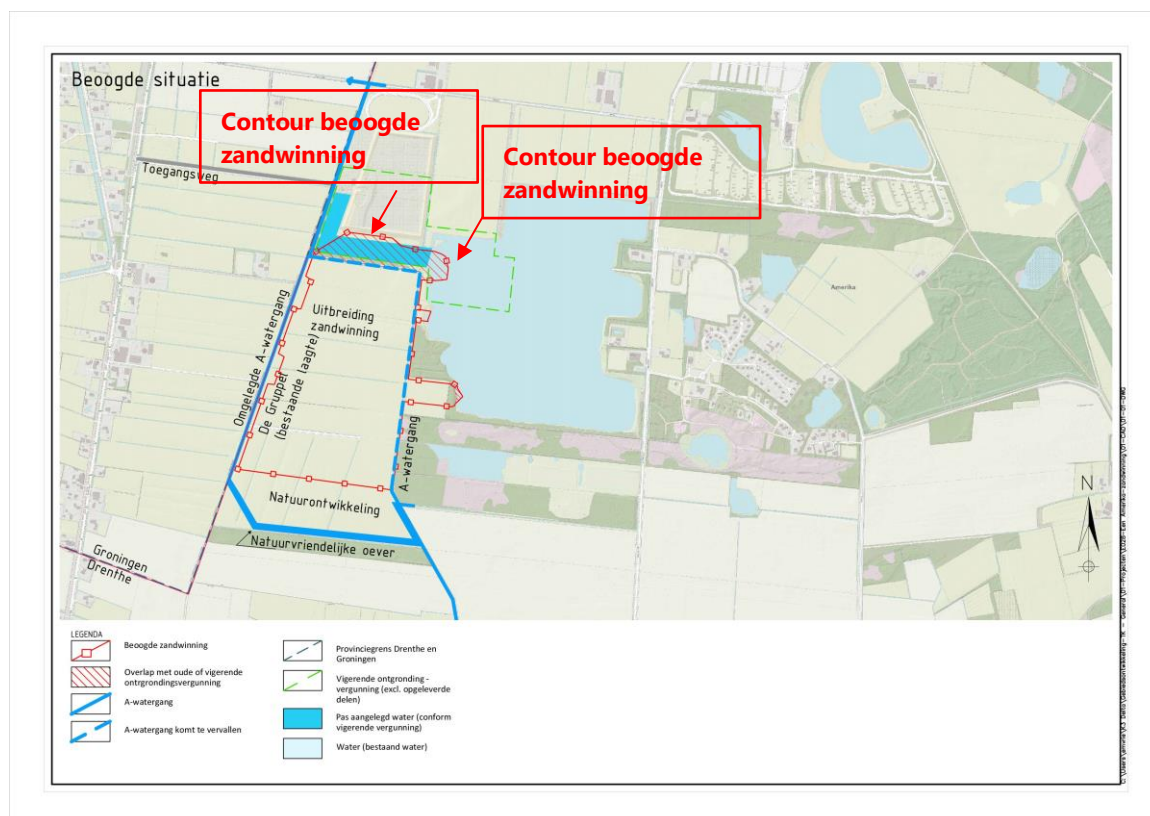 Beoogde situatie
Contour beoogde
zandwinning
Contour beoogde
zandwinning
Toegangsweg
Amerika
Uitbreiding
zandwinning
Omgelegde A-watergang
De Gruppel
(bestaande laagte)
A-watergang
Natuurontwikkeling
Natuurvriendelijke oever
Groningen
Drenthe
N
LEGENDA
Beoogde zandwinning
Overlap met oude of vigerende
ontrgrondingsvergunning
A-watergang
A-watergang komt te vervallen
Provinciegrens Drenthe en
Groningen
Vigerende ontgronding -
vergunning (excl. opgeleverde
delen)
Pas aangelegd water (conform
vigerende vergunning)
Water (bestaand water)